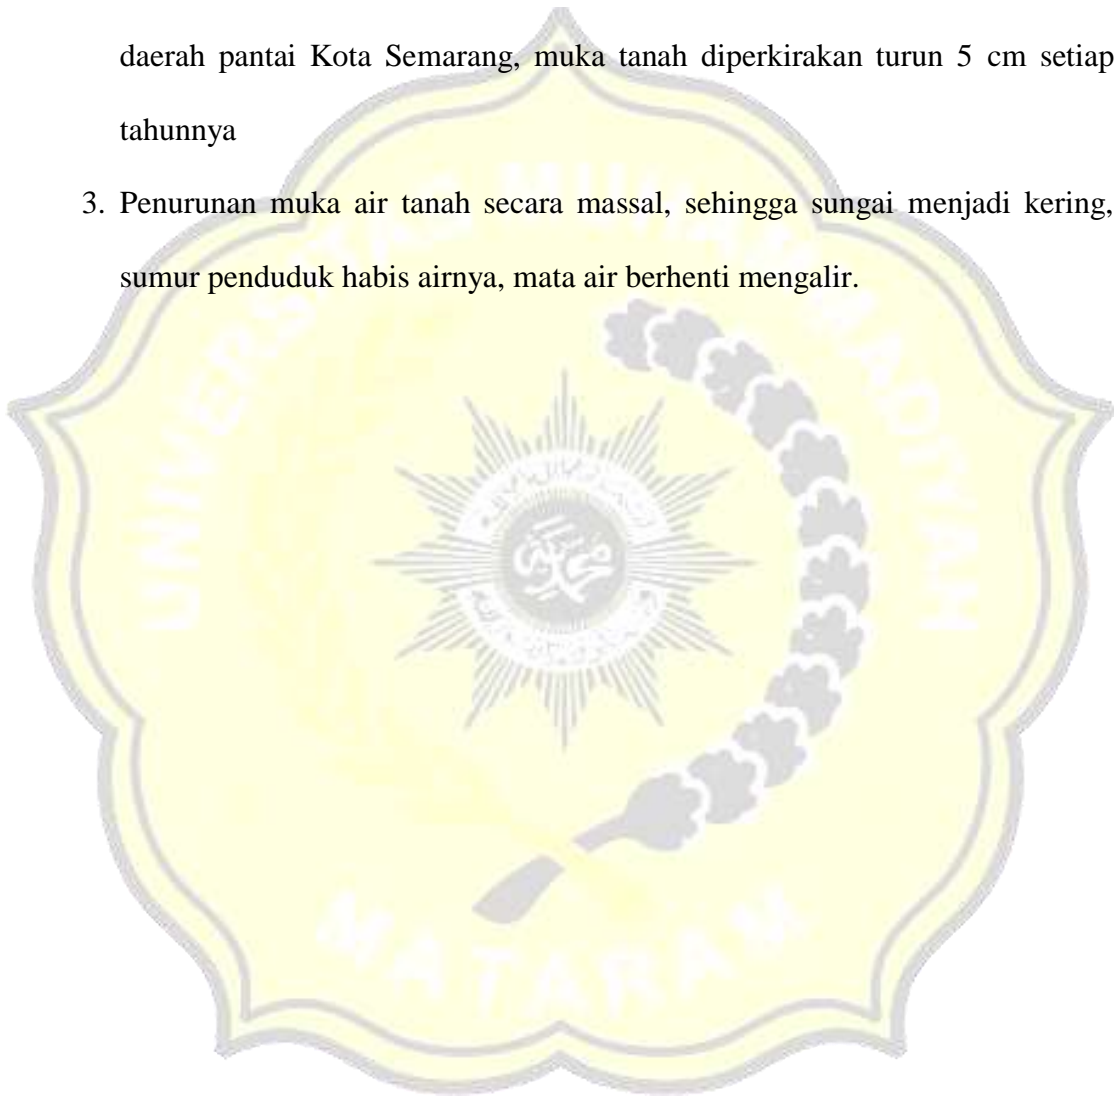 daerah pantai Kota Semarang, muka tanah diperkirakan turun 5 cm setiap
tahunnya
3. Penurunan muka air tanah secara massal, sehingga sungai menjadi kering,
sumur penduduk habis airnya, mata air berhenti mengalir.
UNIVERSITAS MUHAMMADIYAH
MATARAM